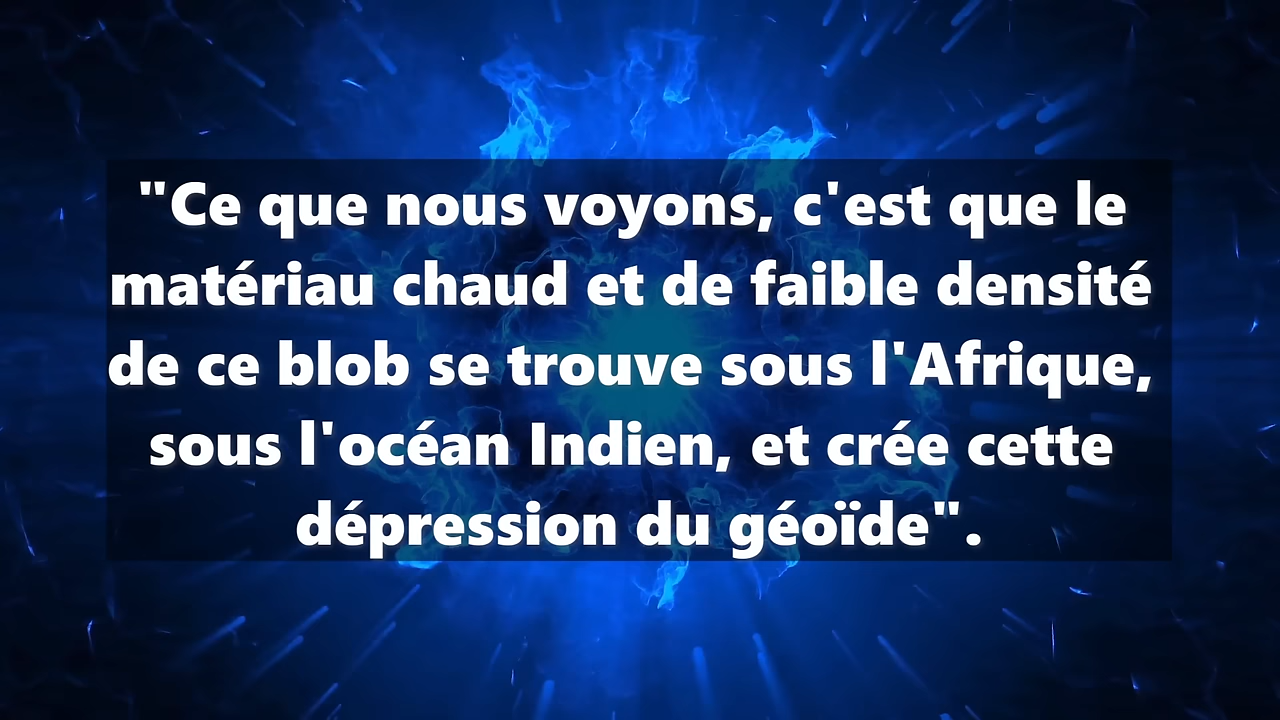 "Ce que nous voyons, c'est que le
matériau chaud et de faible densité
de ce blob se trouve sous l'Afrique,
sous l'océan Indien, et crée cette
dépression du géoïde".